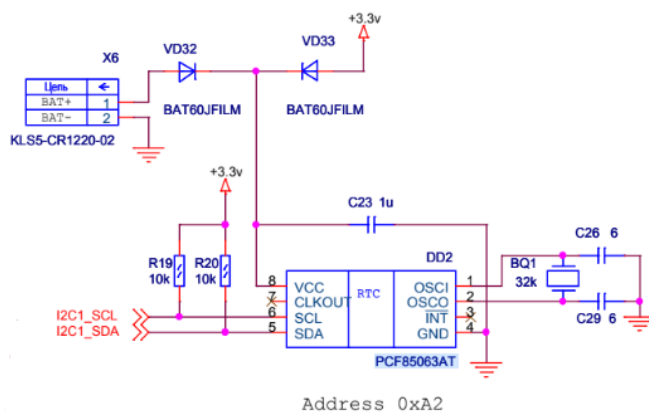 +3.3v
X6
VD32
VD33
Цепь
BAT+ 1
BAT- 2
BAT60JFILM
BAT60JFILM
KLS5-CR1220-02
+3.3v
C23 1u
R19
10k
R20
10k
DD2
C26 6
BQ1
32k
C29 6
8 VCC
RTC
OSCI 1
7 CLKOUT
OSCO 2
6 SCL
INT 3
5 SDA
GND 4
I2C1_SCL
I2C1_SDA
PCF85063AT
Address 0xA2